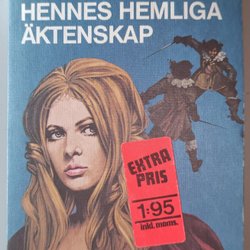 HENNES HEMLIGA
ÄKTENSKAP
EXTRA
PRIS
1:95
inkl. moms.